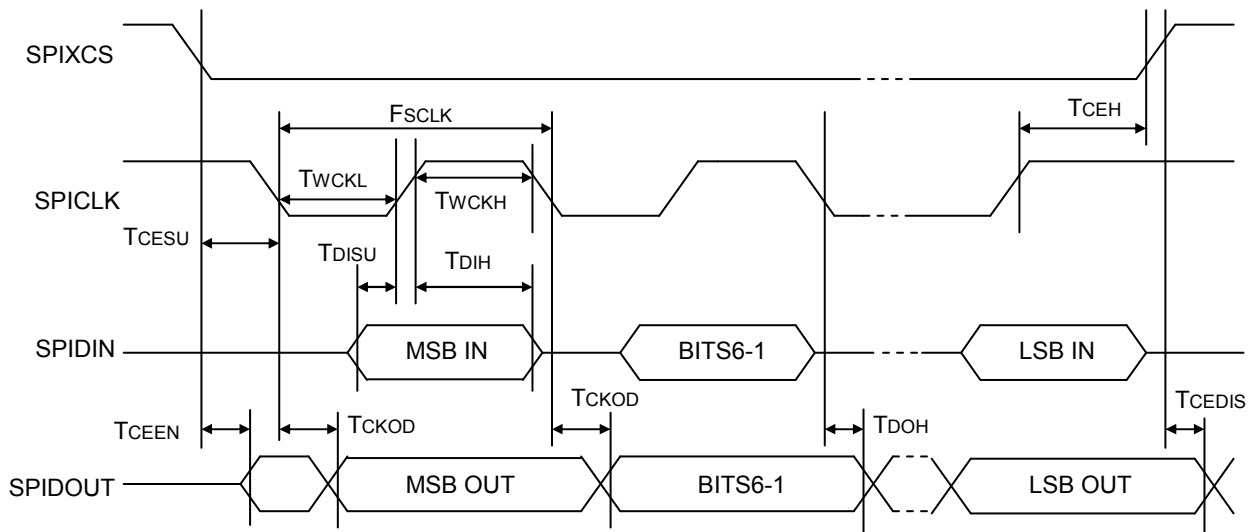 SPIXCS
FSCLK
TCEH
TWCKL
TWCKH
SPICLK
TCESU
TDISU
TDIH
SPIDIN
MSB IN
BITS6-1
LSB IN
TCEEN
TCKOD
TCKOD
TDOH
TCEDIS
SPIDOUT
MSB OUT
BITS6-1
LSB OUT